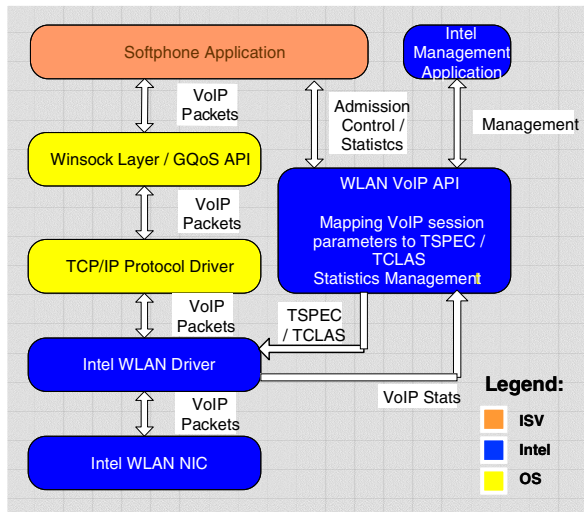 Softphone Application
Intel
Management
Application
VoIP
Packets
Admission
Control /
Statistcs
Management
Winsock Layer / GQoS API
WLAN VoIP API
Mapping VoIP session
parameters to TSPEC /
TCLAS
Statistics Management
VoIP
Packets
TCP/IP Protocol Driver
VoIP
Packets
TSPEC
/ TCLAS
Intel WLAN Driver
VoIP Stats
VoIP
Packets
Intel WLAN NIC
Legend:
ISV
Intel
OS